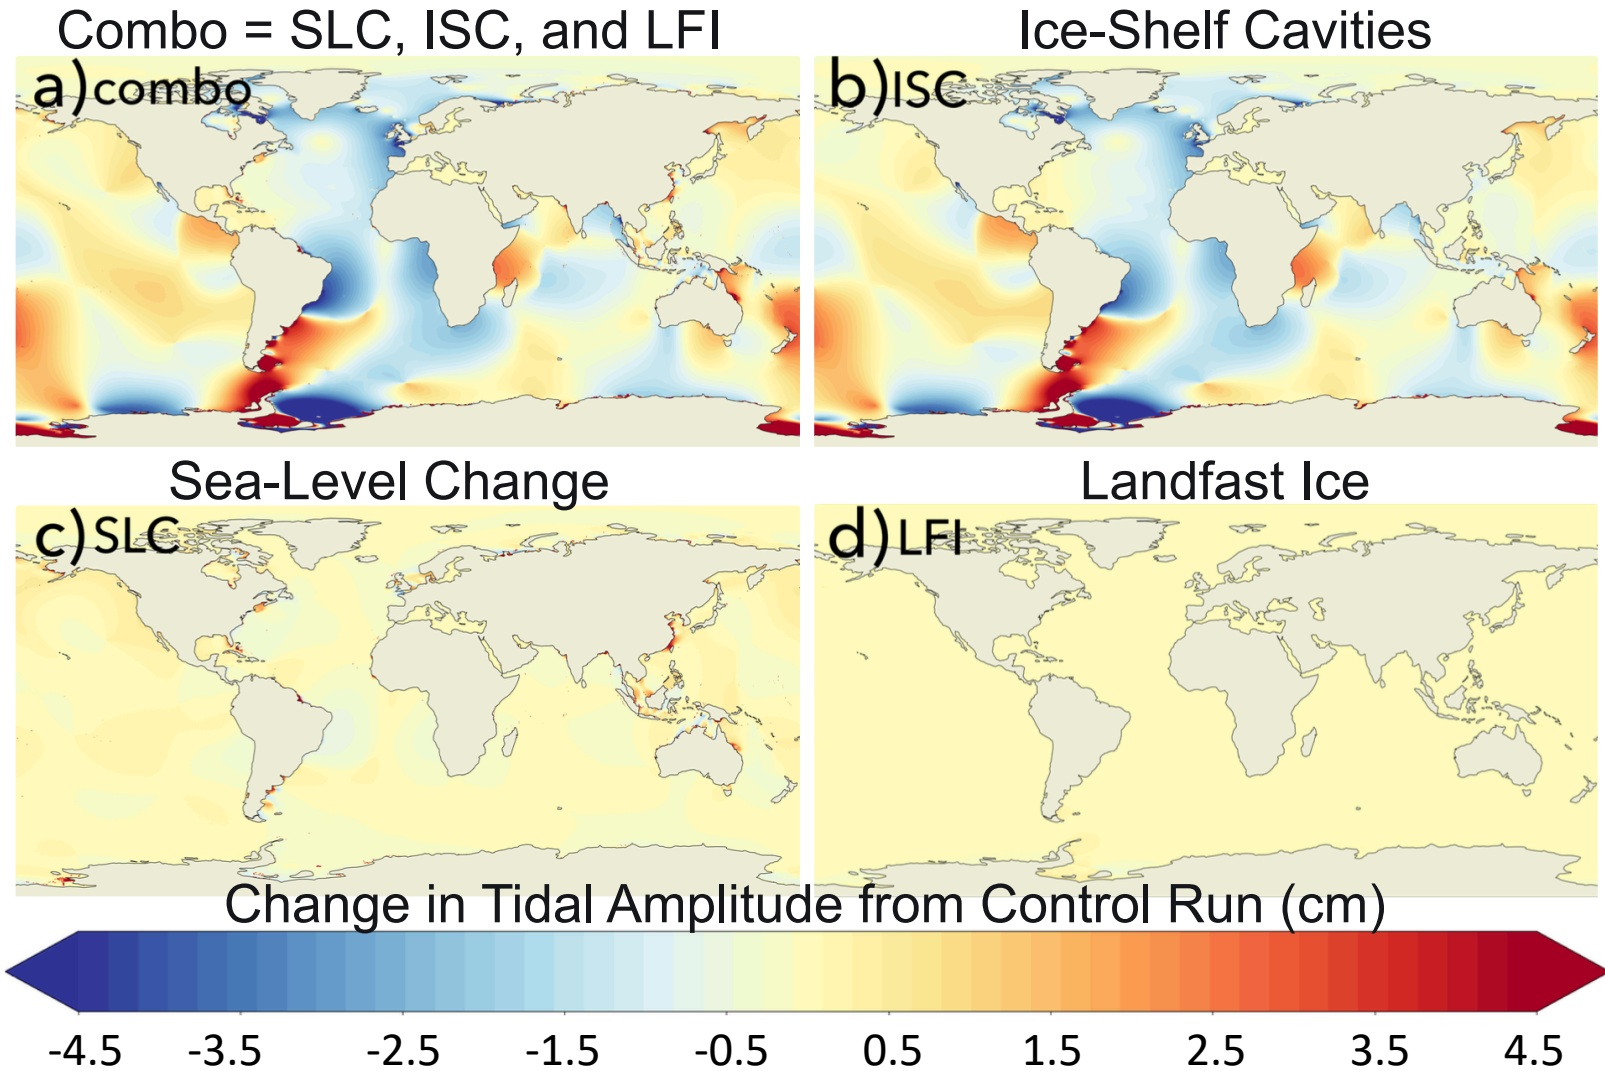 Combo = SLC, ISC, and LFI
Ice-Shelf Cavities
a) combo
b) ISC
Sea-Level Change
Landfast Ice
c) SLC
d) LFI
Change in Tidal Amplitude from Control Run (cm)
-4.5 -3.5 -2.5 -1.5 -0.5 0.5 1.5 2.5 3.5 4.5